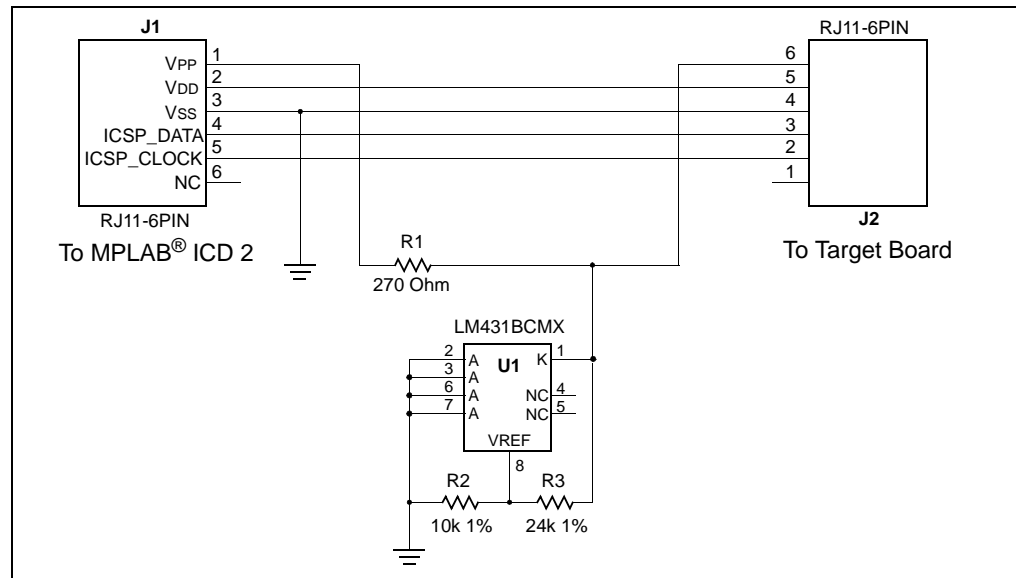 J1
RJ11-6PIN
VPP 1
VDD 2
VSS 3
ICSP_DATA 4
ICSP_CLOCK 5
NC 6
6
5
4
3
2
1
RJ11-6PIN
J2
To MPLAB® ICD 2
To Target Board
R1
270 Ohm
LM431BCMX
U1
2 A
3 A
6 A
7 A
K 1
NC 4
NC 5
VREF
8
R2
10k 1%
R3
24k 1%